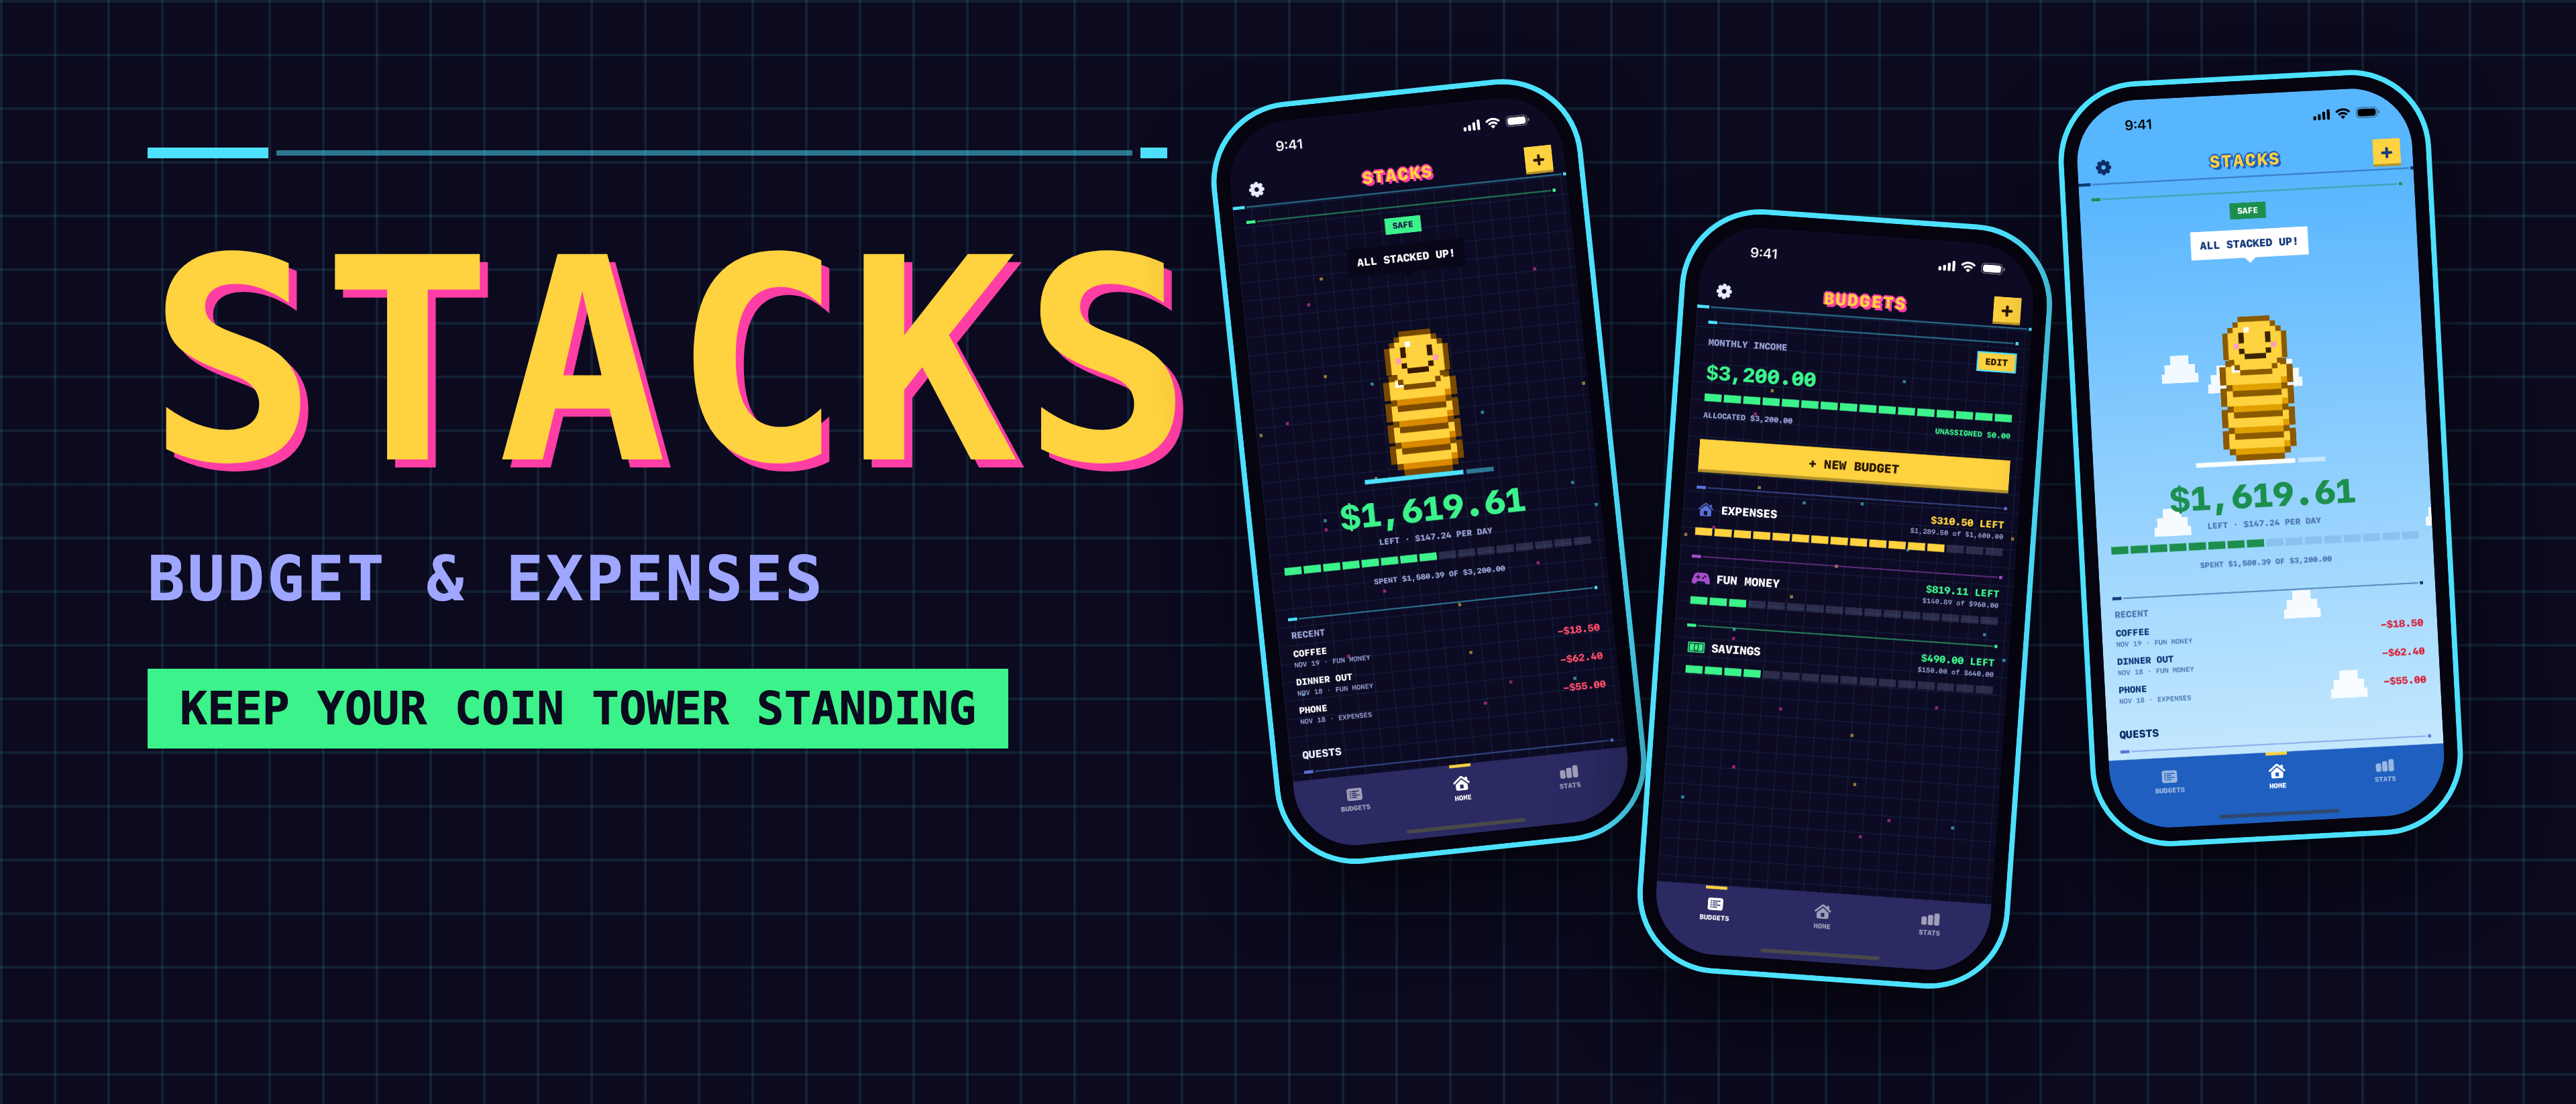 STACKS
BUDGET & EXPENSES
KEEP YOUR COIN TOWER STANDING
9:41
STACKS
+
SAFE
ALL STACKED UP!
$1,619.61
LEFT · $147.24 PER DAY
SPENT $1,580.39 OF $3,200.00
RECENT
COFFEE
NOV 19 · FUN MONEY
−$18.50
DINNER OUT
NOV 18 · FUN MONEY
−$62.40
PHONE
NOV 18 · EXPENSES
−$55.00
QUESTS
BUDGETS
HOME
STATS
9:41
BUDGETS
+
MONTHLY INCOME
EDIT
$3,200.00
ALLOCATED $3,200.00
UNASSIGNED $0.00
+ NEW BUDGET
EXPENSES
$310.50 LEFT
$1,289.50 of $1,600.00
FUN MONEY
$819.11 LEFT
$140.89 of $960.00
SAVINGS
$490.00 LEFT
$150.00 of $640.00
BUDGETS
HOME
STATS
9:41
STACKS
+
SAFE
ALL STACKED UP!
$1,619.61
LEFT · $147.24 PER DAY
SPENT $1,580.39 OF $3,200.00
RECENT
COFFEE
NOV 19 · FUN MONEY
−$18.50
DINNER OUT
NOV 18 · FUN MONEY
−$62.40
PHONE
NOV 18 · EXPENSES
−$55.00
QUESTS
BUDGETS
HOME
STATS